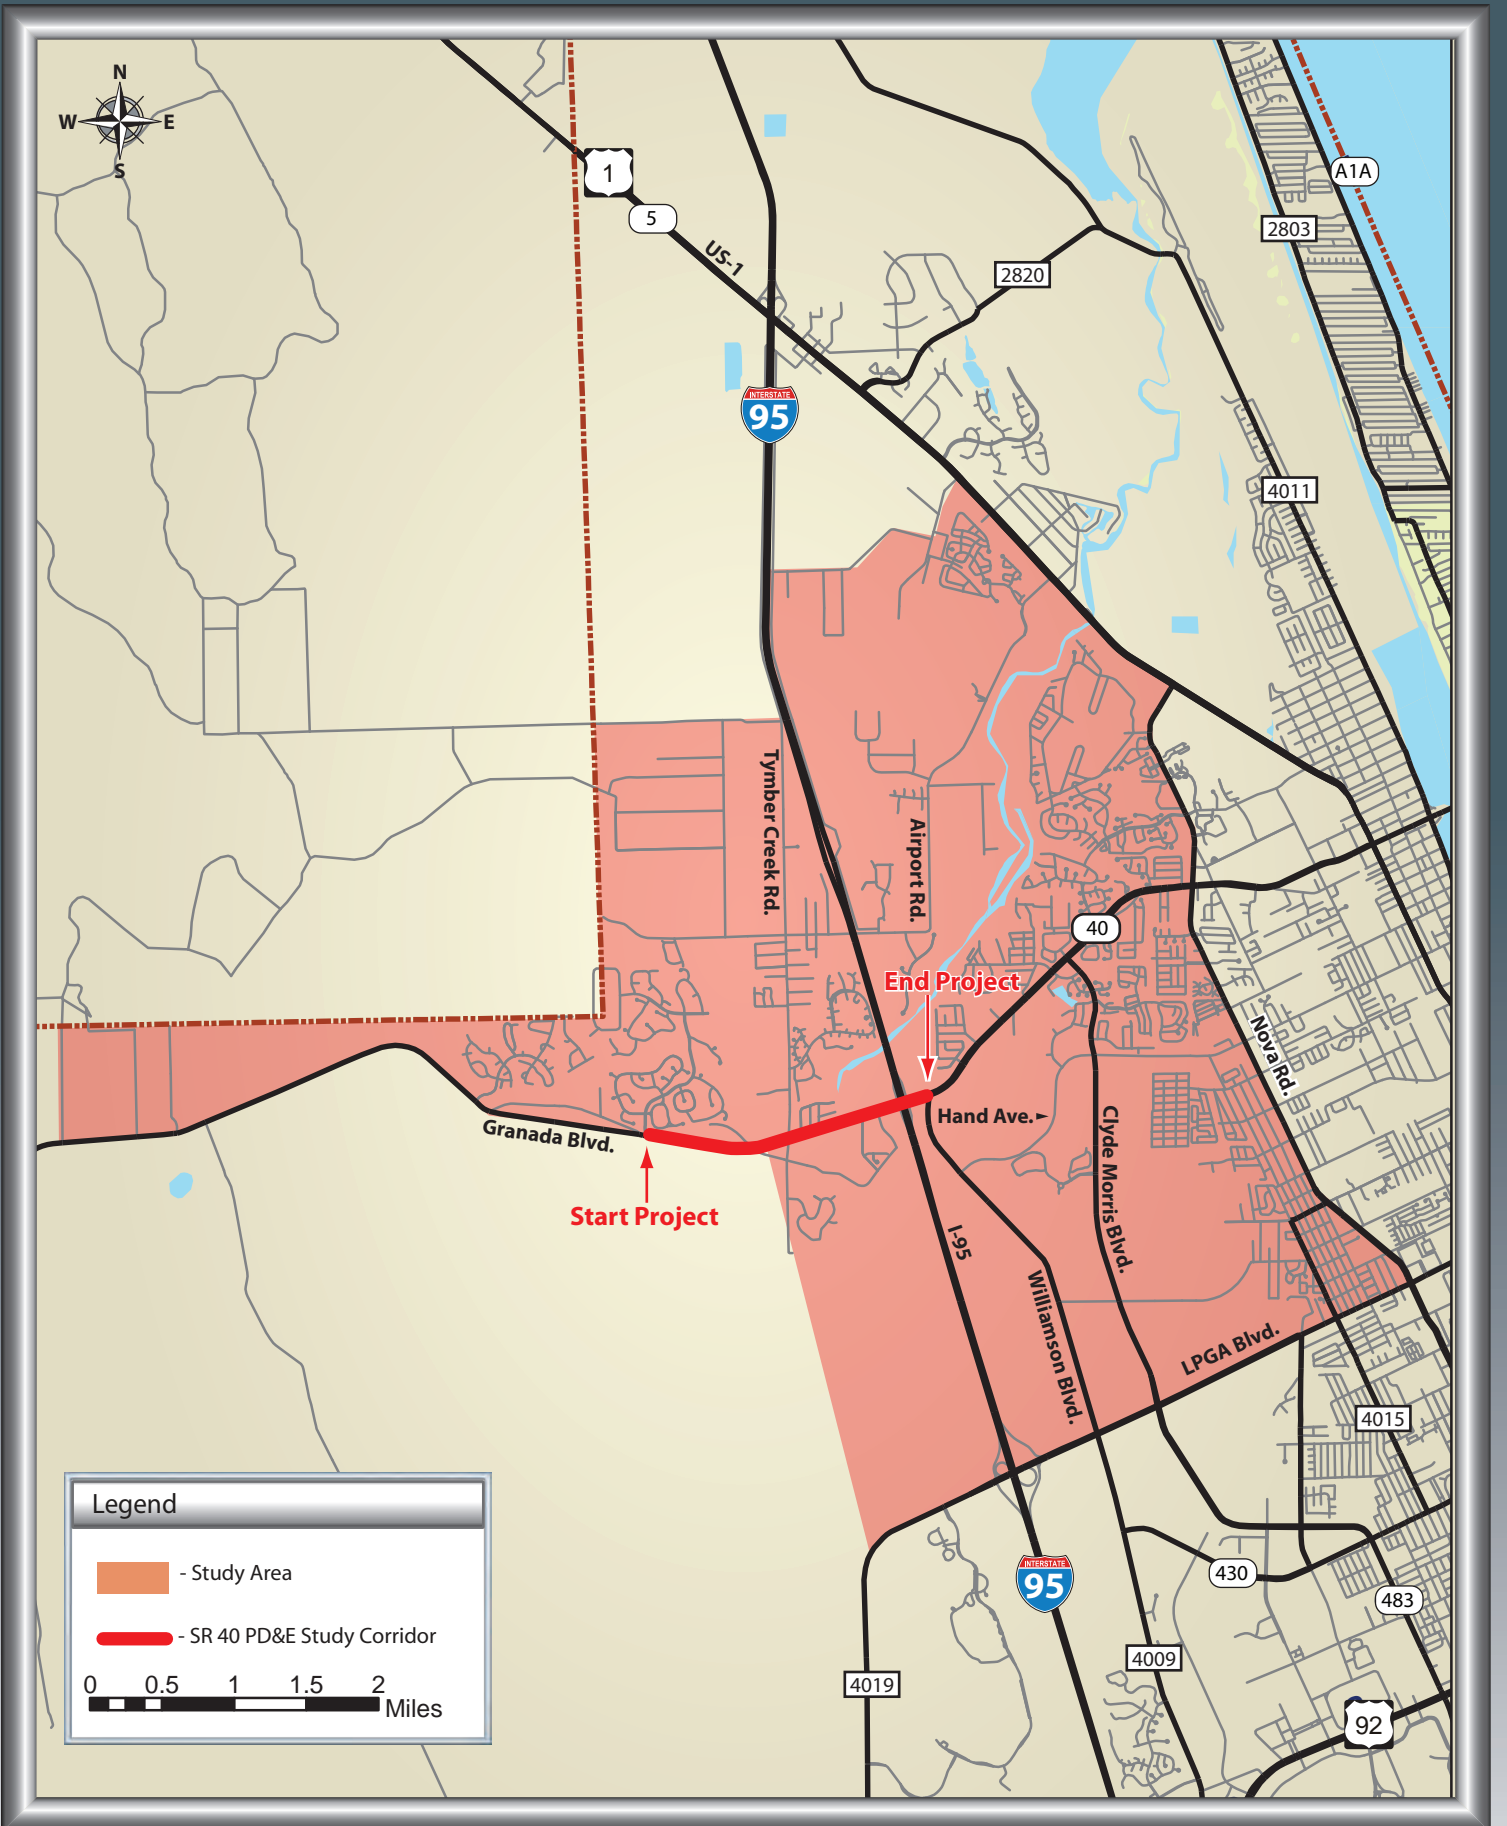 N
W E
S
1
5
US-1
A1A
2803
2820
INTERSTATE
95
4011
Tymber Creek Rd.
Airport Rd.
40
End Project
Nova Rd.
Hand Ave.
Granada Blvd.
Clyde Morris Blvd.
Start Project
I-95
Williamson Blvd.
LPGA Blvd.
4015
Legend
- Study Area
- SR 40 PD&E Study Corridor
0 0.5 1 1.5 2
Miles
INTERSTATE
95
430
483
4009
4019
92